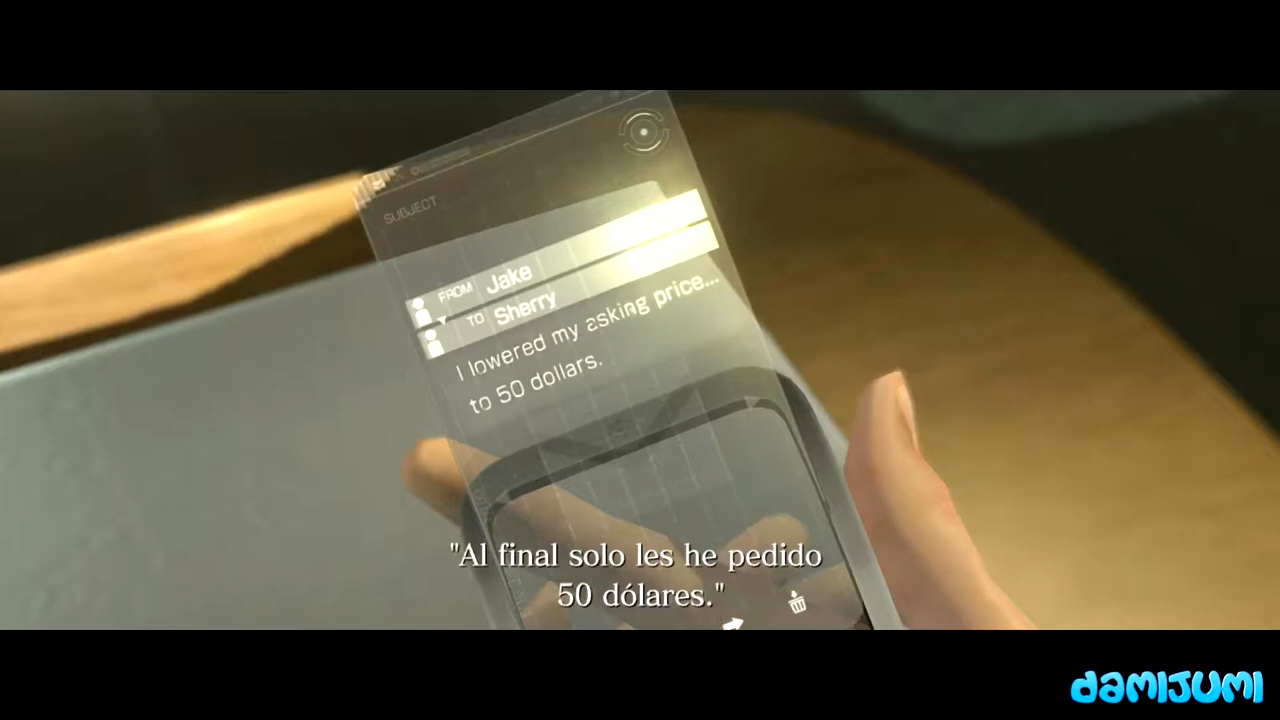 SUBJECT
FROM Jake
TO Sherry
I lowered my asking price...
to 50 dollars.
"Al final solo les he pedido
50 dólares."
DAMIJUMI